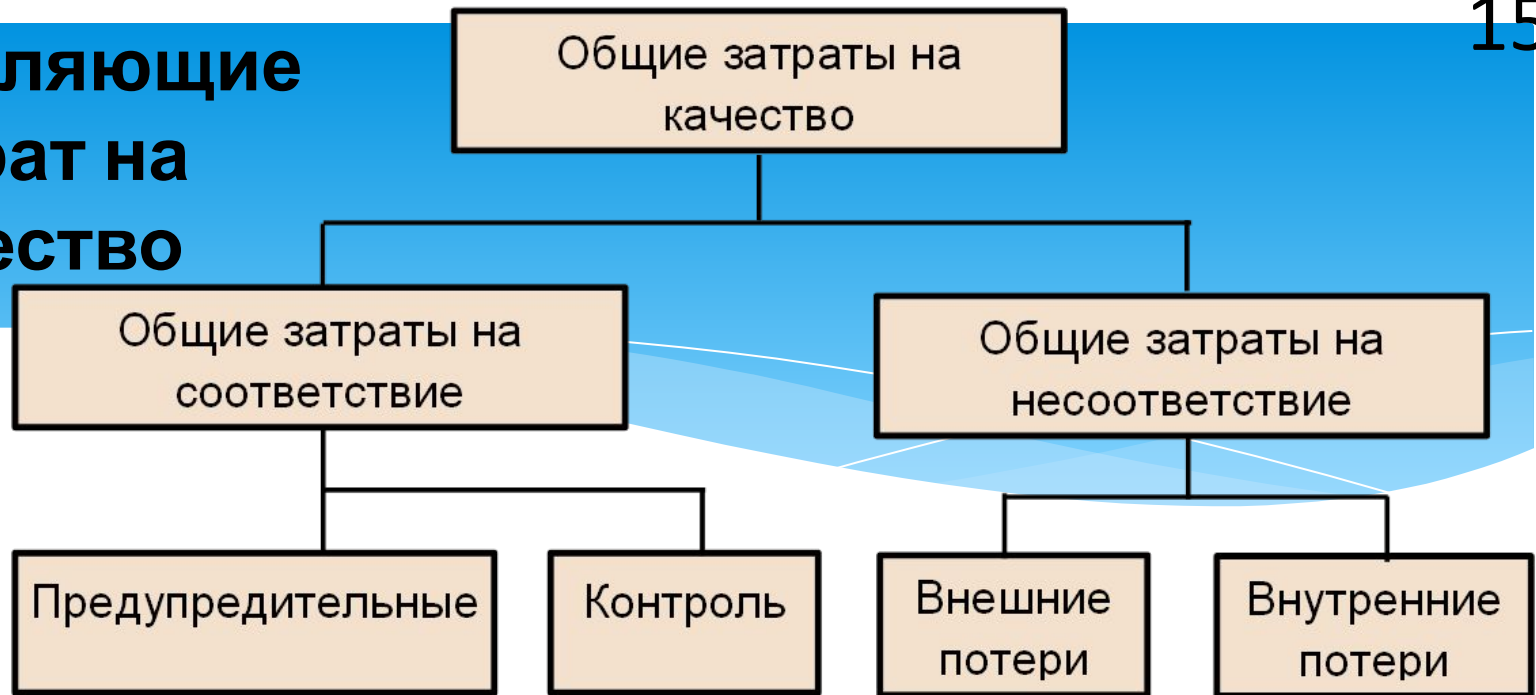 15
ляющие
рат на
ество
Общие затраты на
качество
Общие затраты на
соответствие
Общие затраты на
несоответствие
Предупредительные
Контроль
Внешние
потери
Внутренние
потери